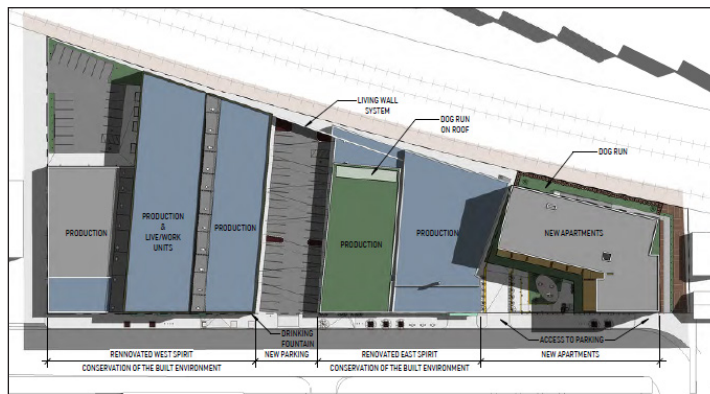 LIVING WALL
SYSTEM
DOG RUN
ON ROOF
DOG RUN
PRODUCTION
PRODUCTION
&
LIVE/WORK
UNITS
PRODUCTION
PRODUCTION
NEW APARTMENTS
DRINKING
FOUNTAIN
ACCESS TO PARKING
RENNOVATED WEST SPIRIT
NEW PARKING
RENOVATED EAST SPIRIT
NEW APARTMENTS
CONSERVATION OF THE BUILT ENVIRONMENT
CONSERVATION OF THE BUILT ENVIRONMENT